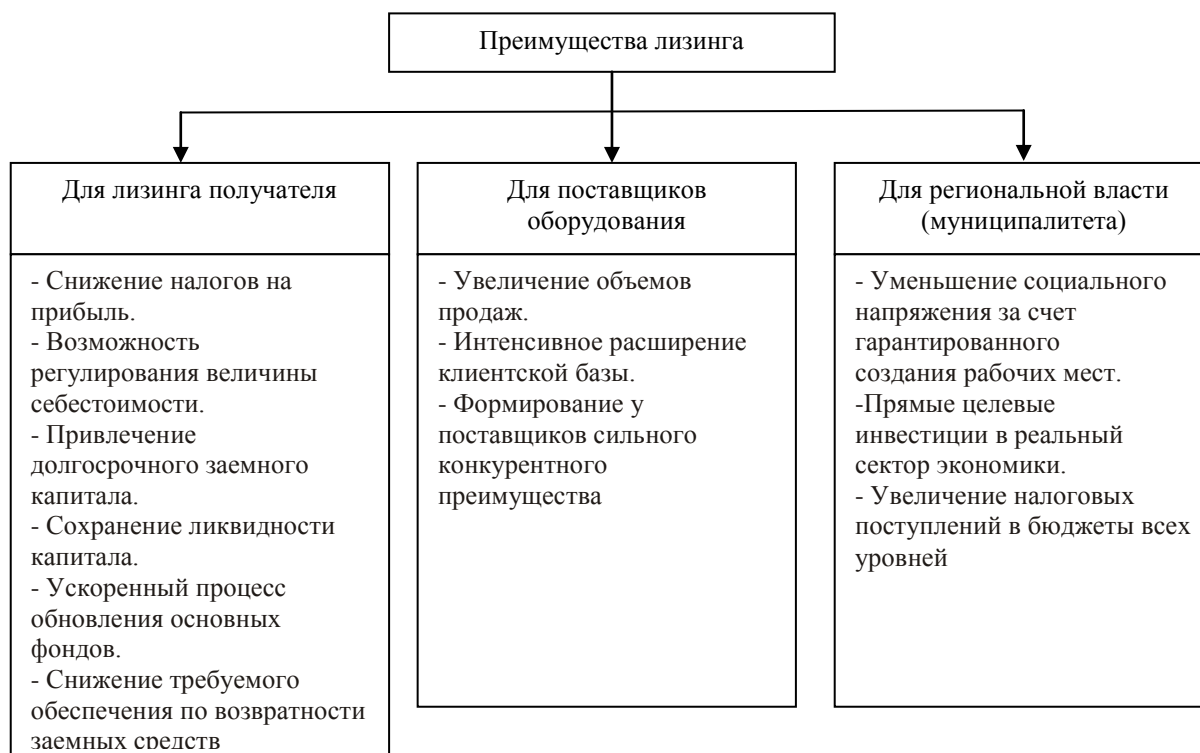 Преимущества лизинга
Для лизинга получателя
- Снижение налогов на
прибыль.
- Возможность
регулирования величины
себестоимости.
- Привлечение
долгосрочного заемного
капитала.
- Сохранение ликвидности
капитала.
- Ускоренный процесс
обновления основных
фондов.
- Снижение требуемого
обеспечения по возвратности
заемных средств
Для поставщиков
оборудования
- Увеличение объемов
продаж.
- Интенсивное расширение
клиентской базы.
- Формирование у
поставщиков сильного
конкурентного
преимущества
Для региональной власти
(муниципалитета)
- Уменьшение социального
напряжения за счет
гарантированного
создания рабочих мест.
-Прямые целевые
инвестиции в реальный
сектор экономики.
- Увеличение налоговых
поступлений в бюджеты всех
уровней